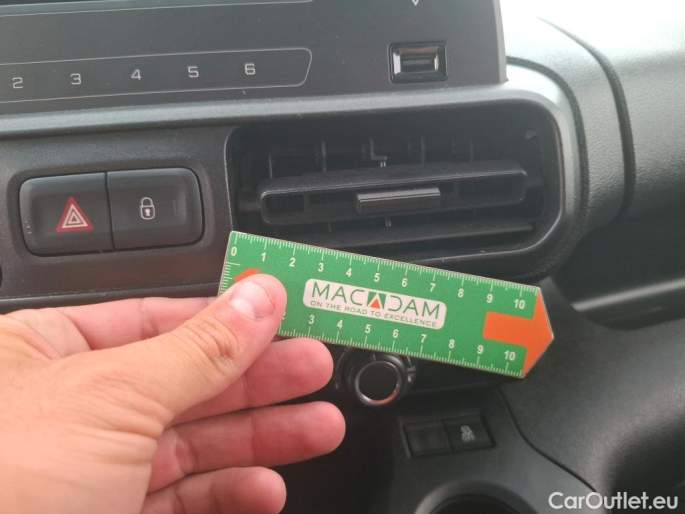 2 3 4 5 6
0 1 2 3 4 5 6 7 8 9 10
MACADAM
ON THE ROAD TO EXCELLENCE
2 3 4 5 6 7 8 9 10
CarOutlet.eu